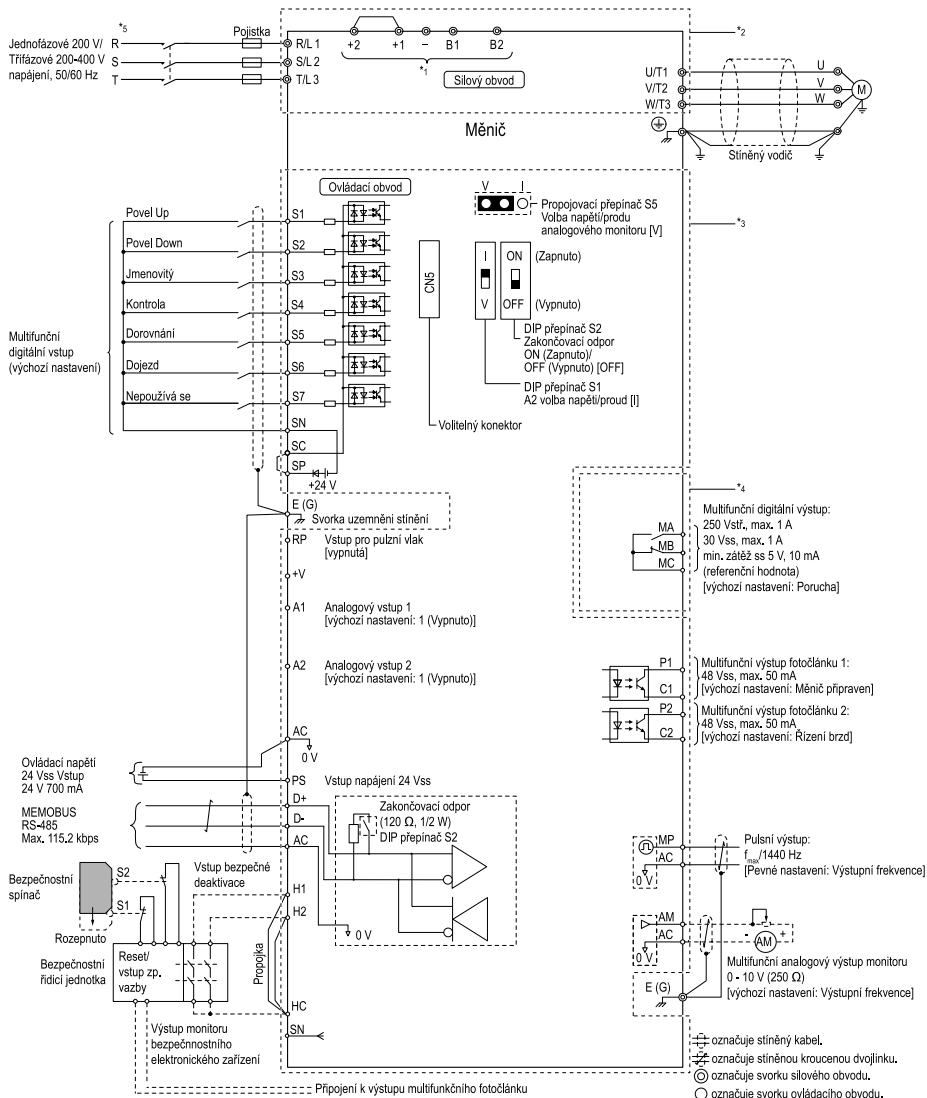 *5
Jednofázové 200 V/
Třífázové 200-400 V
napájení, 50/60 Hz
R
S
T
Pojistka
R/L 1
S/L 2
T/L 3
+2
+1
–
B1
B2
*1
Silový obvod
*2
U/T1
V/T2
W/T3
U
V
W
M
Měnič
Stíněný vodič
Ovládací obvod
V
I
Propojovací přepínač S5
Volba napětí/produ
analogového monitoru [V]
*3
Multifunční
digitální vstup
(výchozí nastavení)
Povel Up
S1
Povel Down
S2
Jmenovitý
S3
Kontrola
S4
Dorovnání
S5
Dojezd
S6
Nepoužívá se
S7
SN
SC
SP
+24 V
CN5
I
V
ON
OFF
(Zapnuto)
(Vypnuto)
DIP přepínač S2
Zakončovací odpor
ON (Zapnuto)/
OFF (Vypnuto) [OFF]
DIP přepínač S1
A2 volba napětí/proud [I]
Volitelný konektor
E (G)
Svorka uzemněni stínění
RP
Vstup pro pulzní vlak
[vypnutá]
+V
A1
Analogový vstup 1
[výchozí nastavení: 1 (Vypnuto)]
A2
Analogový vstup 2
[výchozí nastavení: 1 (Vypnuto)]
AC
0 V
*4
MA
MB
MC
Multifunční digitální výstup:
250 Vstř., max. 1 A
30 Vss, max. 1 A
min. zátěž ss 5 V, 10 mA
(referenční hodnota)
[výchozí nastavení: Porucha]
P1
C1
Multifunční výstup fotočlánku 1:
48 Vss, max. 50 mA
[výchozí nastavení: Měnič připraven]
P2
C2
Multifunční výstup fotočlánku 2:
48 Vss, max. 50 mA
[výchozí nastavení: Řízení brzd]
Ovládací napětí
24 Vss Vstup
24 V 700 mA
PS
Vstup napájení 24 Vss
MEMOBUS
RS-485
Max. 115.2 kbps
D+
D-
AC
Zakončovací odpor
(120 Ω, 1/2 W)
DIP přepínač S2
0 V
MP
AC
0 V
Pulsní výstup:
fmax/1440 Hz
[Pevné nastavení: Výstupní frekvence]
AM
AC
0 V
-
+
AM
Multifunční analogový výstup monitoru
0 - 10 V (250 Ω)
[výchozí nastavení: Výstupní frekvence]
E (G)
Bezpečnostní
spínač
S2
S1
Rozepnuto
Vstup bezpečné
deaktivace
H1
H2
Propojka
HC
SN
Bezpečnostní
řídicí jednotka
Reset/
vstup zp.
vazby
Výstup monitoru
bezpečnnostního
elektronického zařízení
Připojení k výstupu multifunkčního fotočlánku
označuje stíněný kabel.
označuje stíněnou kroucenou dvojlinku.
označuje svorku silového obvodu.
označuje svorku ovládacího obvodu.